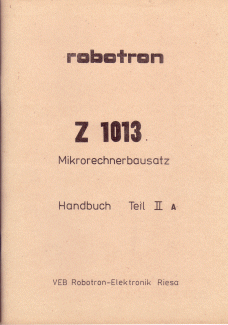 robotron
Z 1013
Mikrorechnerbausatz
Handbuch Teil II A
VEB Robotron-Elektronik Riesa